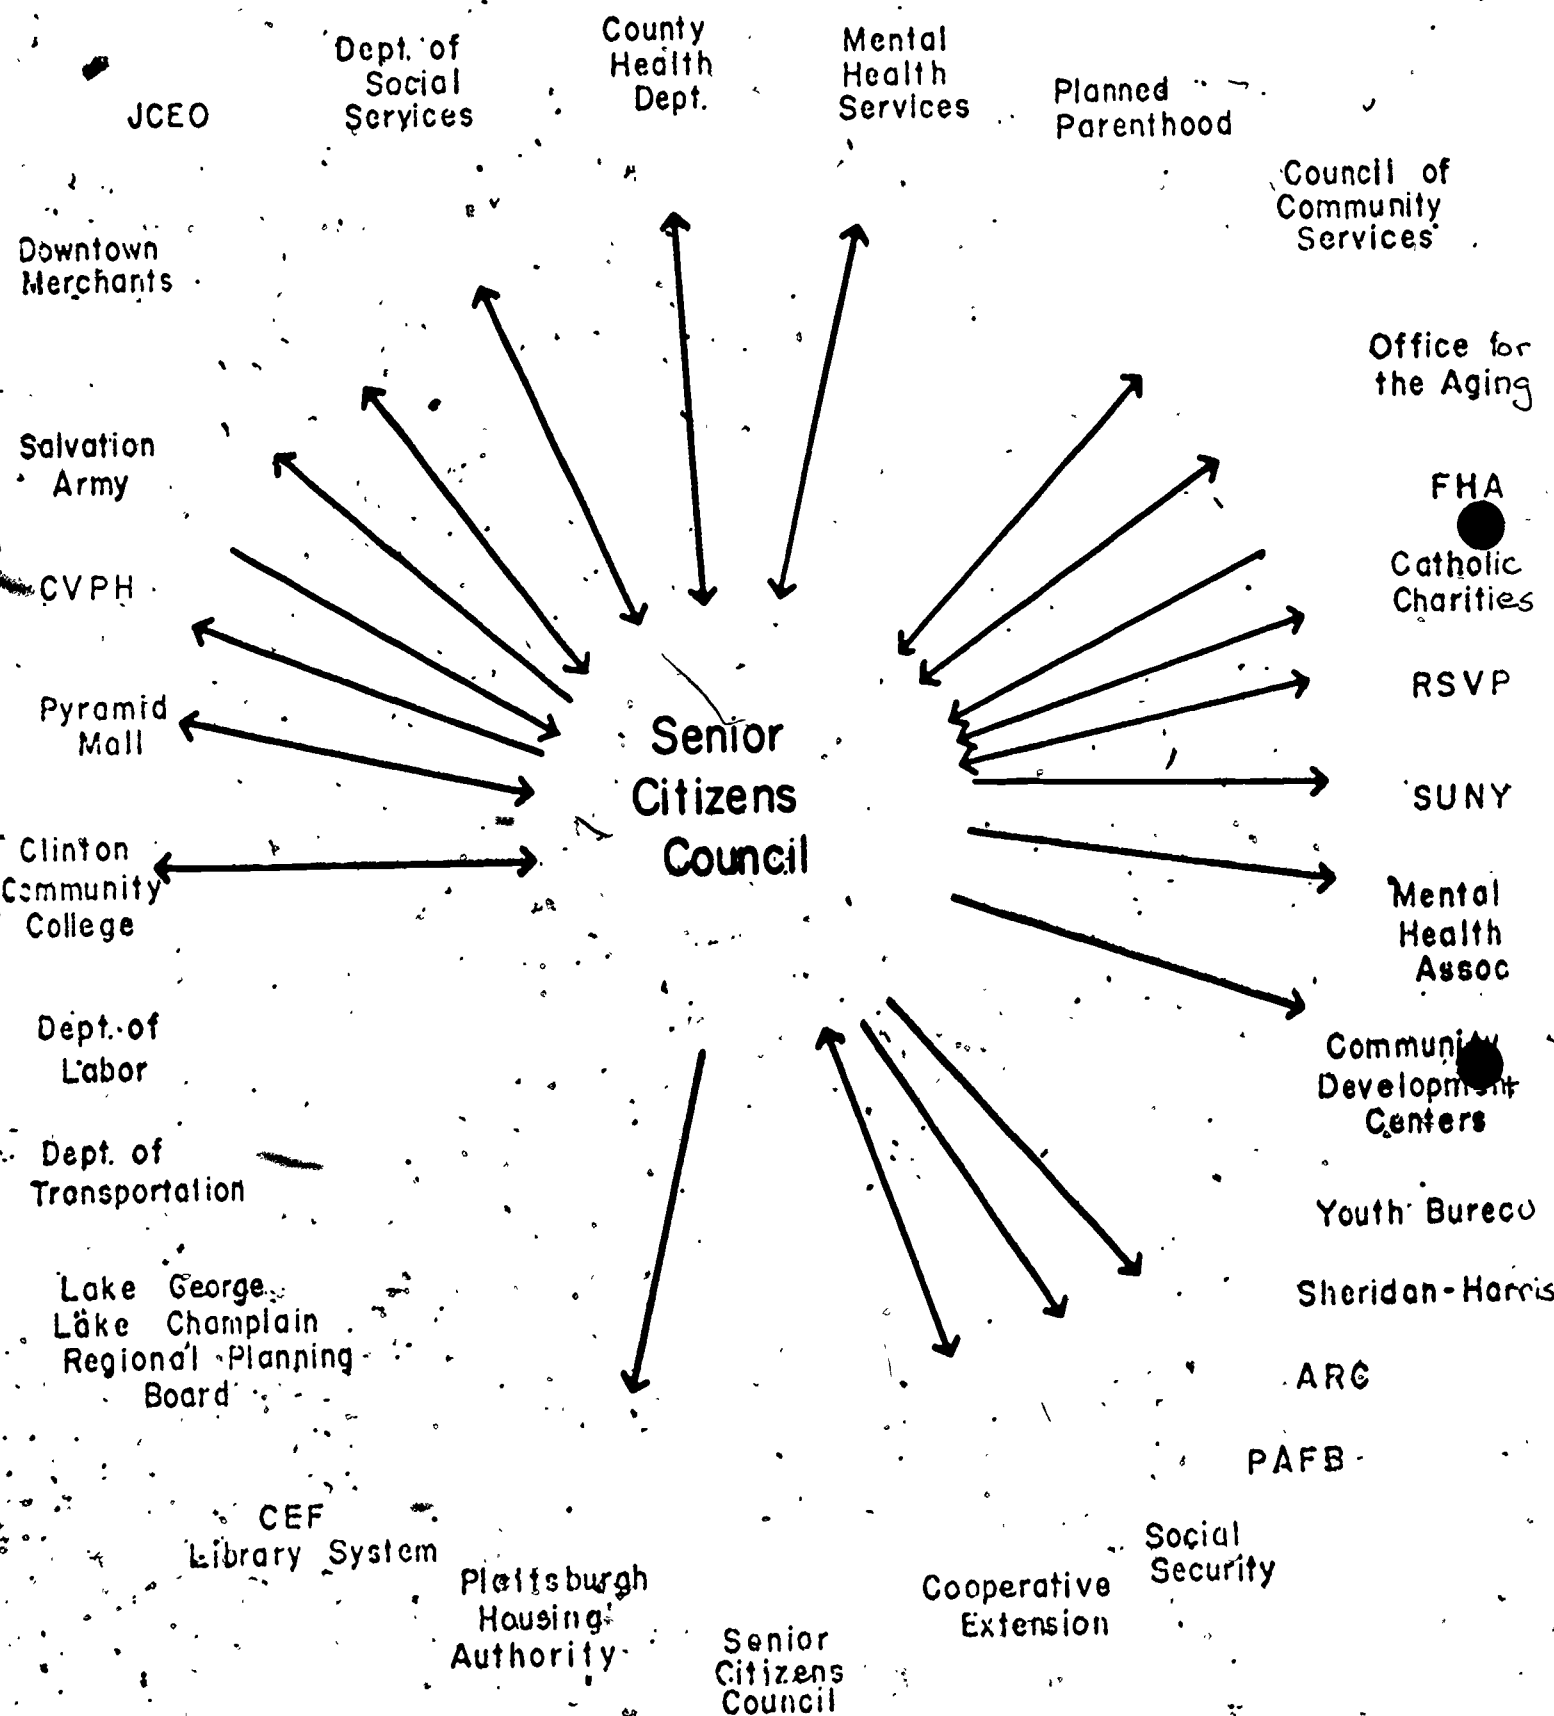 County
Health
Dept.
Mental
Health
Services
Dept. of
Social
Services
JCEO
Planned
Parenthood
Council of
Community
Services
Downtown
Merchants
Office for
the Aging
Salvation
Army
FHA
Catholic
Charities
CVPH
RSVP
Pyramid
Mall
Senior
Citizens
Council
SUNY
Clinton
Community
College
Mental
Health
Assoc
Dept. of
Labor
Community
Development
Centers
Dept. of
Transportation
Youth Bureau
Lake George
Lake Champlain
Regional Planning
Board
Sheridan-Harris
ARC
PAFB
CEF
Library System
Social
Security
Plattsburgh
Housing
Authority
Cooperative
Extension
Senior
Citizens
Council